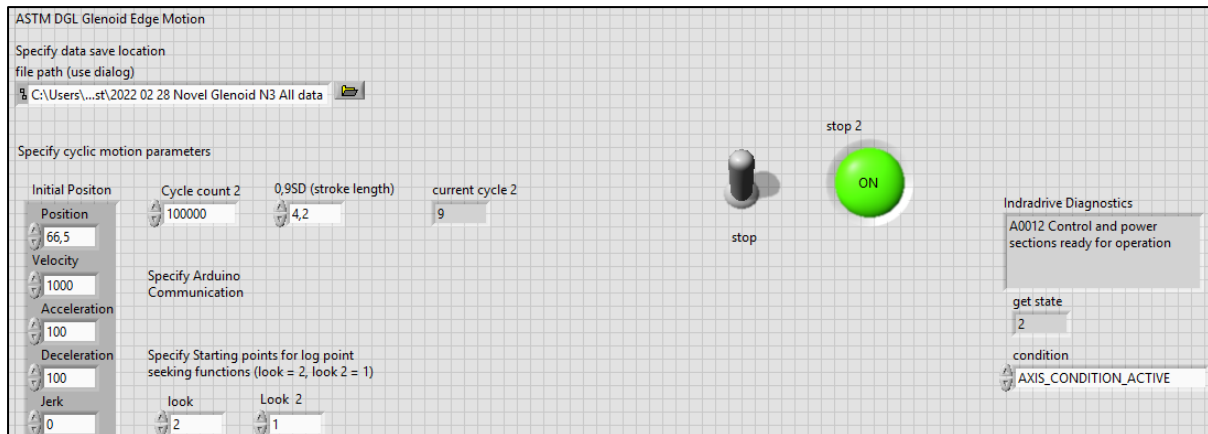 ASTM DGL Glenoid Edge Motion
Specify data save location
file path (use dialog)
C:\Users\...st\2022 02 28 Novel Glenoid N3 All data
Specify cyclic motion parameters
Initial Positon
Position
66,5
Velocity
1000
Acceleration
100
Deceleration
100
Jerk
0
Cycle count 2
100000
0,9SD (stroke length)
4,2
current cycle 2
9
Specify Arduino
Communication
Specify Starting points for log point
seeking functions (look = 2, look 2 = 1)
look
2
Look 2
1
stop
stop 2
ON
Indradrive Diagnostics
A0012 Control and power
sections ready for operation
get state
2
condition
AXIS_CONDITION_ACTIVE